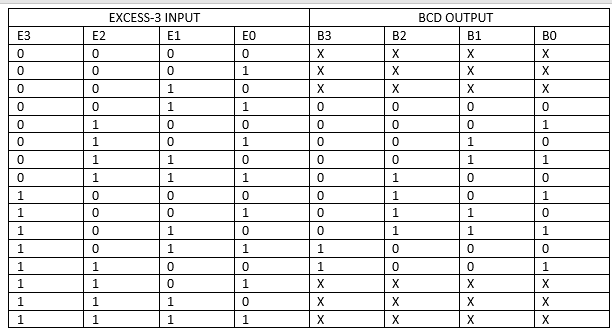 EXCESS-3 INPUT BCD OUTPUT
E3 E2 E1 E0 B3 B2 B1 B0
0 0 0 0 X X X X
0 0 0 1 X X X X
0 0 1 0 X X X X
0 0 1 1 0 0 0 0
0 1 0 0 0 0 0 1
0 1 0 1 0 0 1 0
0 1 1 0 0 0 1 1
0 1 1 1 0 1 0 0
1 0 0 0 0 1 0 1
1 0 0 1 0 1 1 0
1 0 1 0 0 1 1 1
1 0 1 1 1 0 0 0
1 1 0 0 1 0 0 1
1 1 0 1 X X X X
1 1 1 0 X X X X
1 1 1 1 X X X X